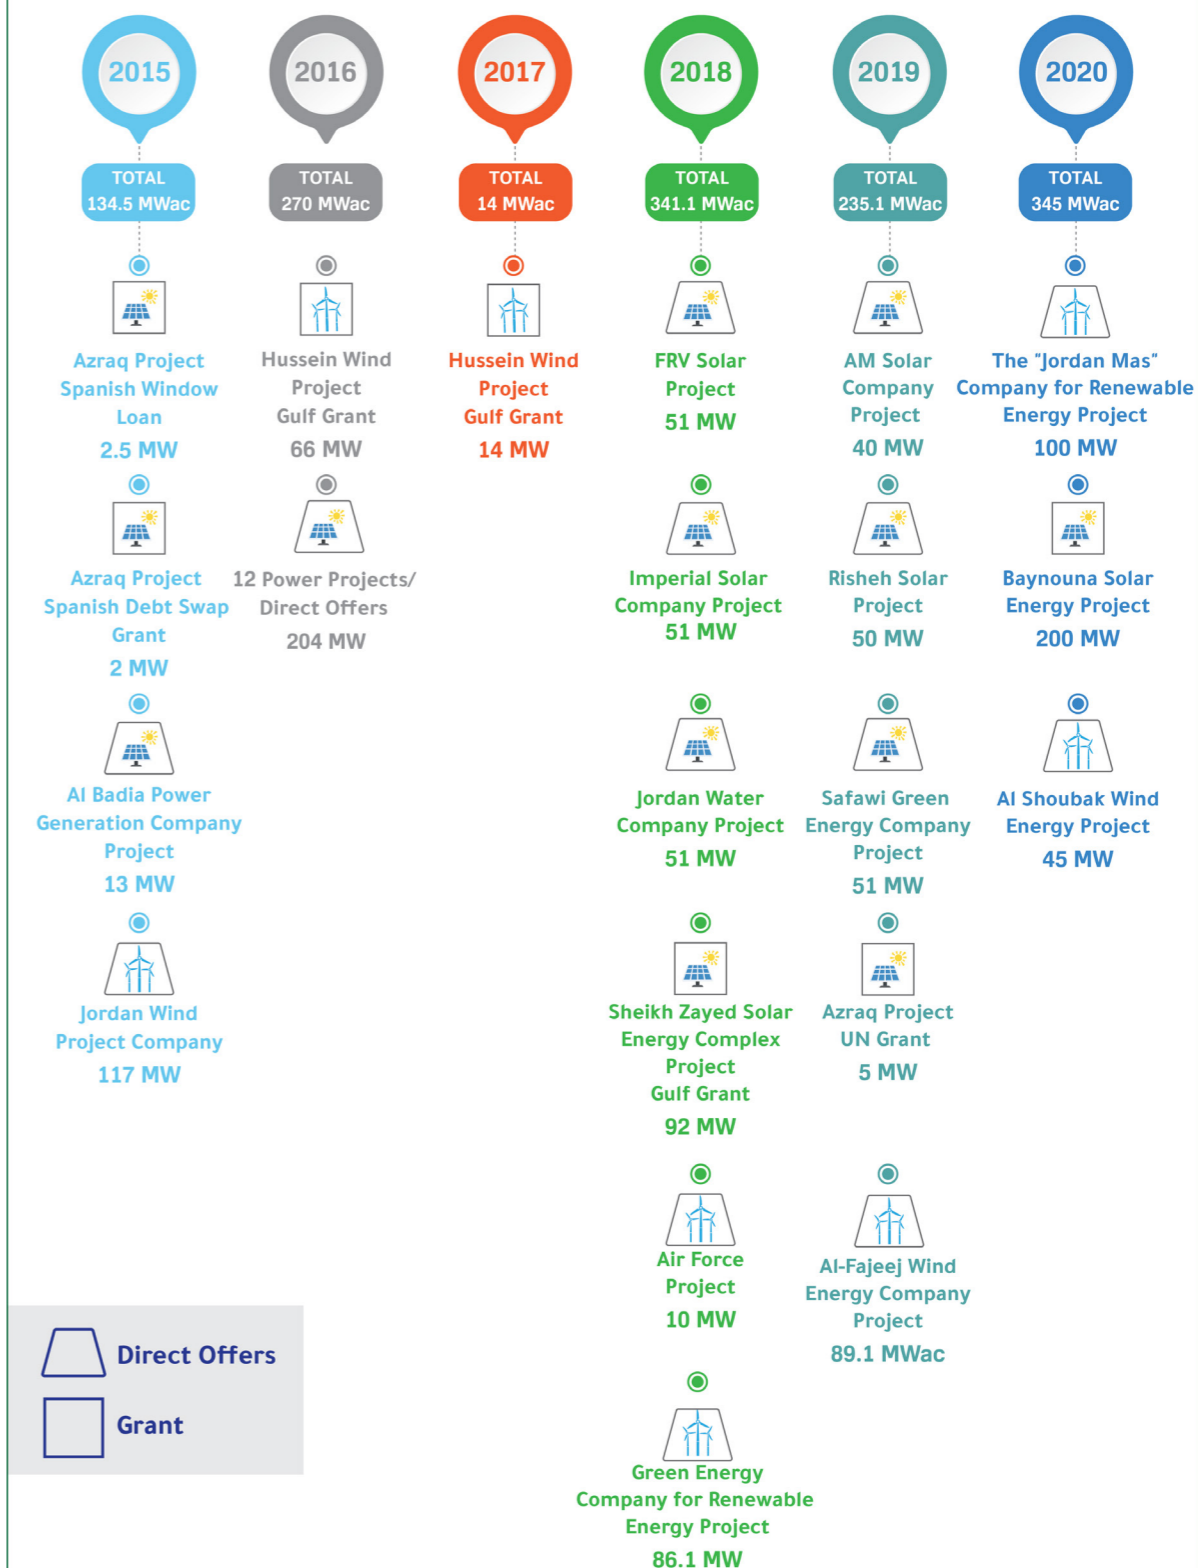 2015
TOTAL
134.5 MWac
Azraq Project
Spanish Window
Loan
2.5 MW
Azraq Project
Spanish Debt Swap
Grant
2 MW
Al Badia Power
Generation Company
Project
13 MW
Jordan Wind
Project Company
117 MW
2016
TOTAL
270 MWac
Hussein Wind
Project
Gulf Grant
66 MW
12 Power Projects/
Direct Offers
204 MW
2017
TOTAL
14 MWac
Hussein Wind
Project
Gulf Grant
14 MW
2018
TOTAL
341.1 MWac
FRV Solar
Project
51 MW
Imperial Solar
Company Project
51 MW
Jordan Water
Company Project
51 MW
Sheikh Zayed Solar
Energy Complex
Project
Gulf Grant
92 MW
Air Force
Project
10 MW
Green Energy
Company for Renewable
Energy Project
86.1 MW
2019
TOTAL
235.1 MWac
AM Solar
Company
Project
40 MW
Risheh Solar
Project
50 MW
Safawi Green
Energy Company
Project
51 MW
Azraq Project
UN Grant
5 MW
Al-Fajeej Wind
Energy Company
Project
89.1 MWac
2020
TOTAL
345 MWac
The "Jordan Mas"
Company for Renewable
Energy Project
100 MW
Baynouna Solar
Energy Project
200 MW
Al Shoubak Wind
Energy Project
45 MW
Direct Offers
Grant